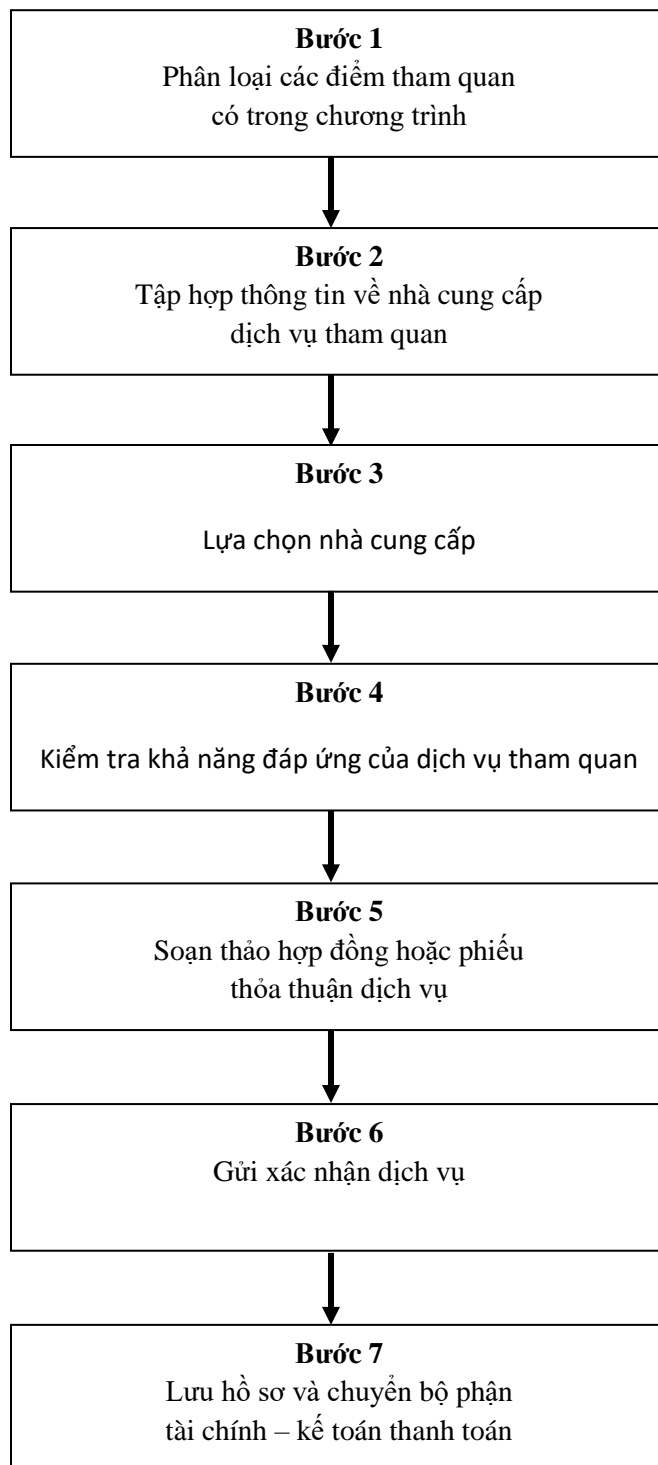 Bước 1
Phân loại các điểm tham quan
có trong chương trình
Bước 2
Tập hợp thông tin về nhà cung cấp
dịch vụ tham quan
Bước 3
Lựa chọn nhà cung cấp
Bước 4
Kiểm tra khả năng đáp ứng của dịch vụ tham quan
Bước 5
Soạn thảo hợp đồng hoặc phiếu
thỏa thuận dịch vụ
Bước 6
Gửi xác nhận dịch vụ
Bước 7
Lưu hồ sơ và chuyển bộ phận
tài chính – kế toán thanh toán